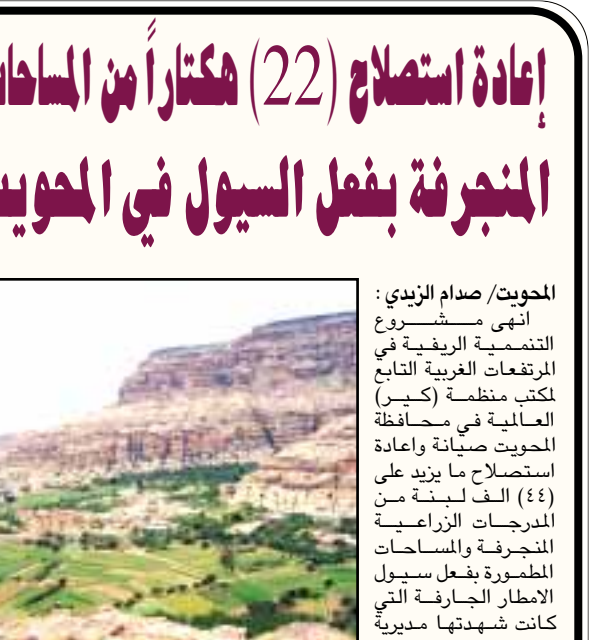 إعادة استصلاح (22) هكتاراً من
المنجرفة بفعل السيول في
المحويت/ صدام الزيدي :
انهى مشروع
التنمية الريفية في
المرتفعات الغربية التابع
لمكتب منظمة (كير)
العالمية في محافظة
المحويت صيانة واعادة
استصلاح ما يزيد على
(٤٤) الف لبنة من
المدرجات الزراعية
المنجرفة والمساحات
المطمورة بفعل سيول
الامطار الجارفة التي
كانت شهدتها مديرية